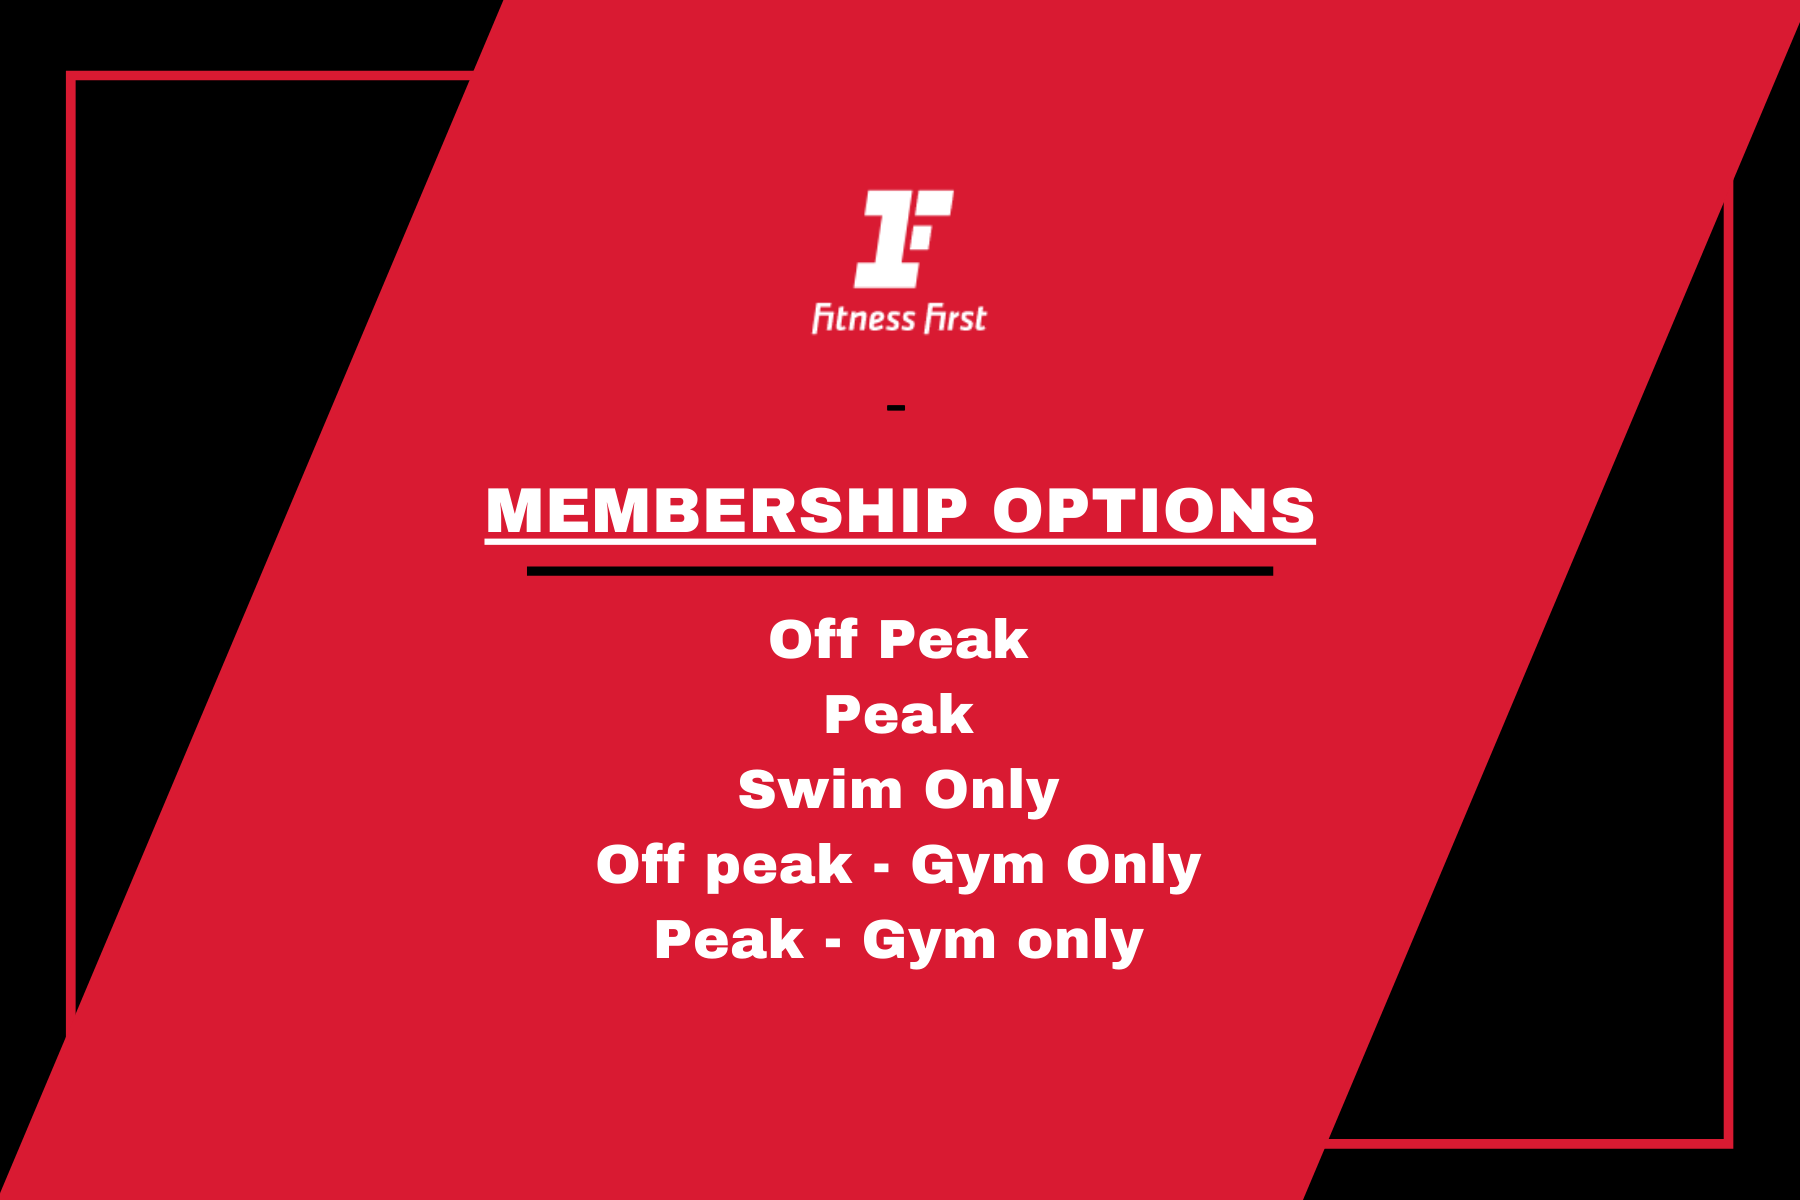 Fitness First
-
MEMBERSHIP OPTIONS
Off Peak
Peak
Swim Only
Off peak - Gym Only
Peak - Gym only